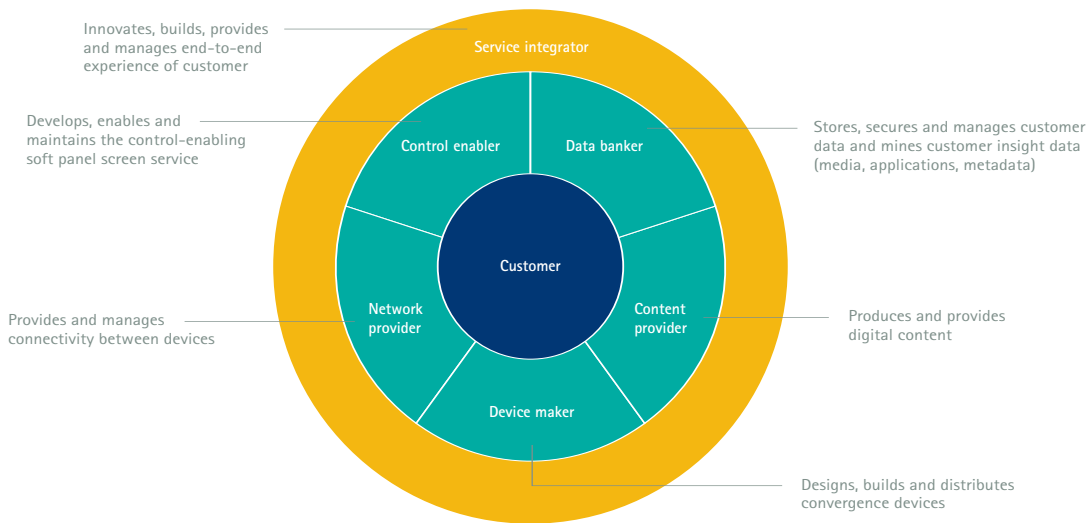 Innovates, builds, provides
and manages end-to-end
experience of customer
Service integrator
Develops, enables and
maintains the control-enabling
soft panel screen service
Control enabler
Data banker
Stores, secures and manages customer
data and mines customer insight data
(media, applications, metadata)
Customer
Provides and manages
connectivity between devices
Network
provider
Content
provider
Produces and provides
digital content
Device maker
Designs, builds and distributes
convergence devices